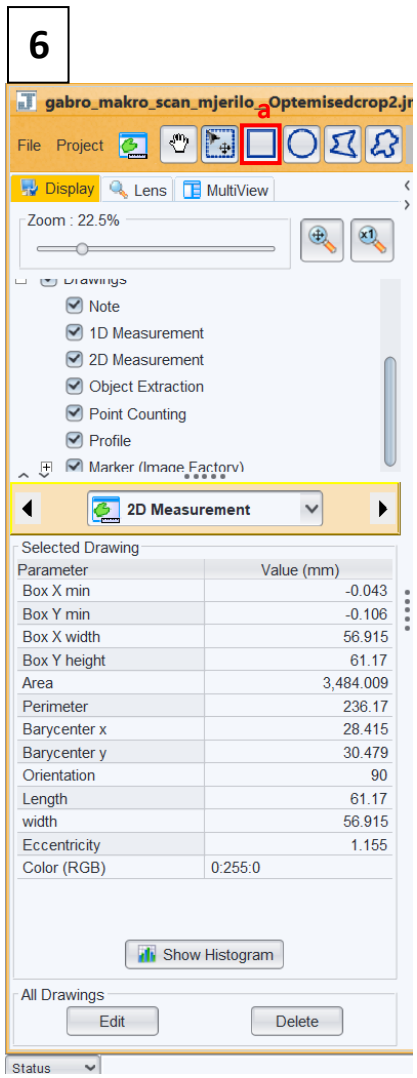 6
gabro_makro_scan_mjerilo_Optemisedcrop2.jr
a
File Project
Display Lens MultiView
Zoom : 22.5%
x1
Drawings
Note
1D Measurement
2D Measurement
Object Extraction
Point Counting
Profile
Marker (Image Factory)
2D Measurement
Selected Drawing
Parameter Value (mm)
Box X min -0.043
Box Y min -0.106
Box X width 56.915
Box Y height 61.17
Area 3,484.009
Perimeter 236.17
Barycenter x 28.415
Barycenter y 30.479
Orientation 90
Length 61.17
width 56.915
Eccentricity 1.155
Color (RGB) 0:255:0
Show Histogram
All Drawings
Edit Delete
Status